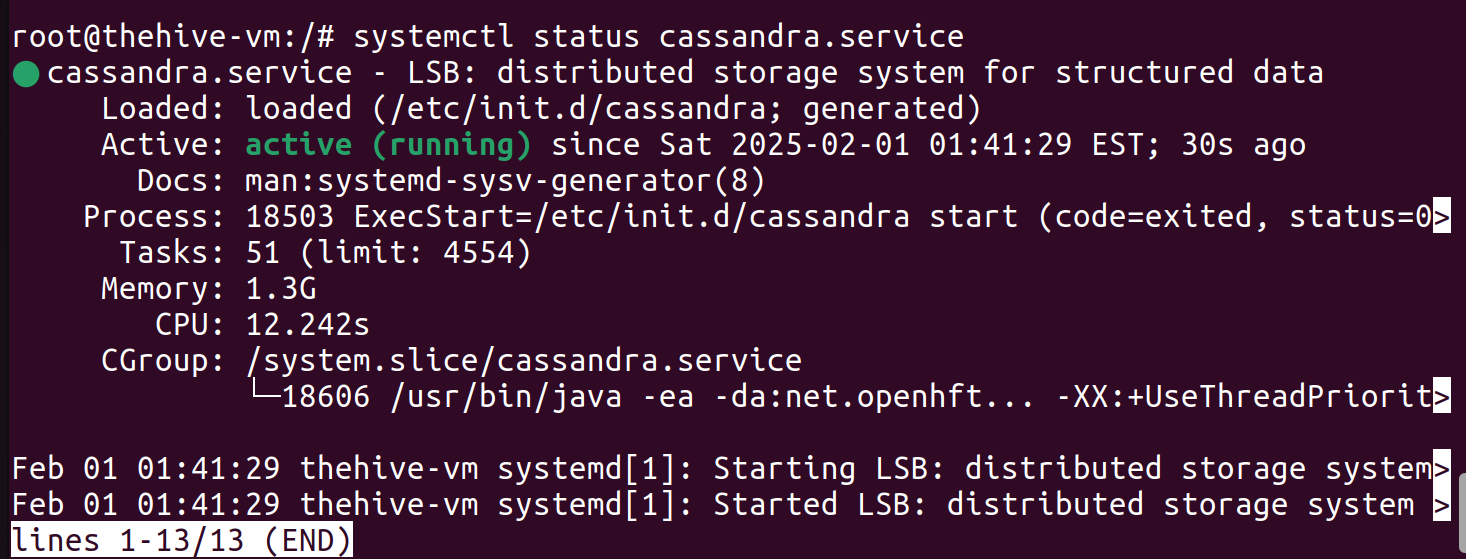 root@thehive-vm:/# systemctl status cassandra.service
● cassandra.service - LSB: distributed storage system for structured data
Loaded: loaded (/etc/init.d/cassandra; generated)
Active: active (running) since Sat 2025-02-01 01:41:29 EST; 30s ago
Docs: man:systemd-sysv-generator(8)
Process: 18503 ExecStart=/etc/init.d/cassandra start (code=exited, status=0>
Tasks: 51 (limit: 4554)
Memory: 1.3G
CPU: 12.242s
CGroup: /system.slice/cassandra.service
└─18606 /usr/bin/java -ea -da:net.openhft... -XX:+UseThreadPriorit>
Feb 01 01:41:29 thehive-vm systemd[1]: Starting LSB: distributed storage system>
Feb 01 01:41:29 thehive-vm systemd[1]: Started LSB: distributed storage system >
lines 1-13/13 (END)